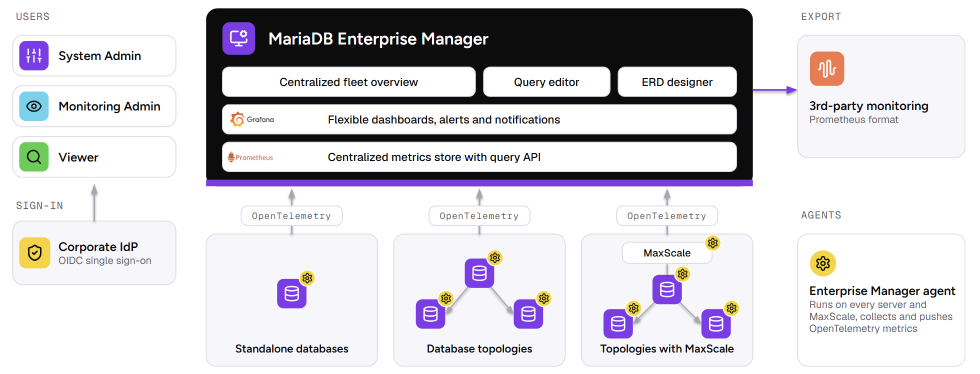 USERS
System Admin
Monitoring Admin
Viewer
SIGN-IN
Corporate IdP
OIDC single sign-on
MariaDB Enterprise Manager
Centralized fleet overview
Query editor
ERD designer
Grafana
Flexible dashboards, alerts and notifications
Prometheus
Centralized metrics store with query API
OpenTelemetry
OpenTelemetry
OpenTelemetry
Standalone databases
Database topologies
MaxScale
Topologies with MaxScale
EXPORT
3rd-party monitoring
Prometheus format
AGENTS
Enterprise Manager agent
Runs on every server and
MaxScale, collects and pushes
OpenTelemetry metrics